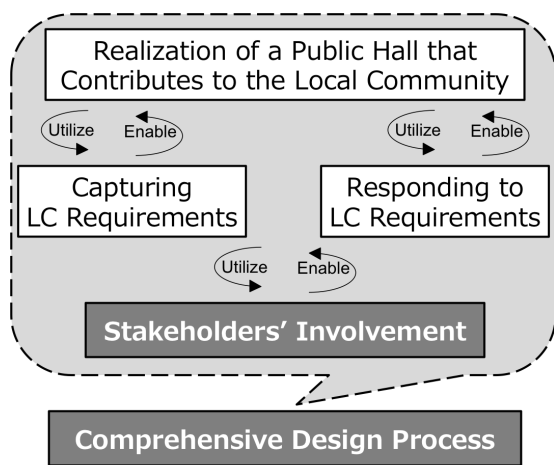 Realization of a Public Hall that
Contributes to the Local Community
Utilize Enable Utilize Enable
Capturing
LC Requirements
Responding to
LC Requirements
Utilize Enable
Stakeholders’ Involvement
Comprehensive Design Process